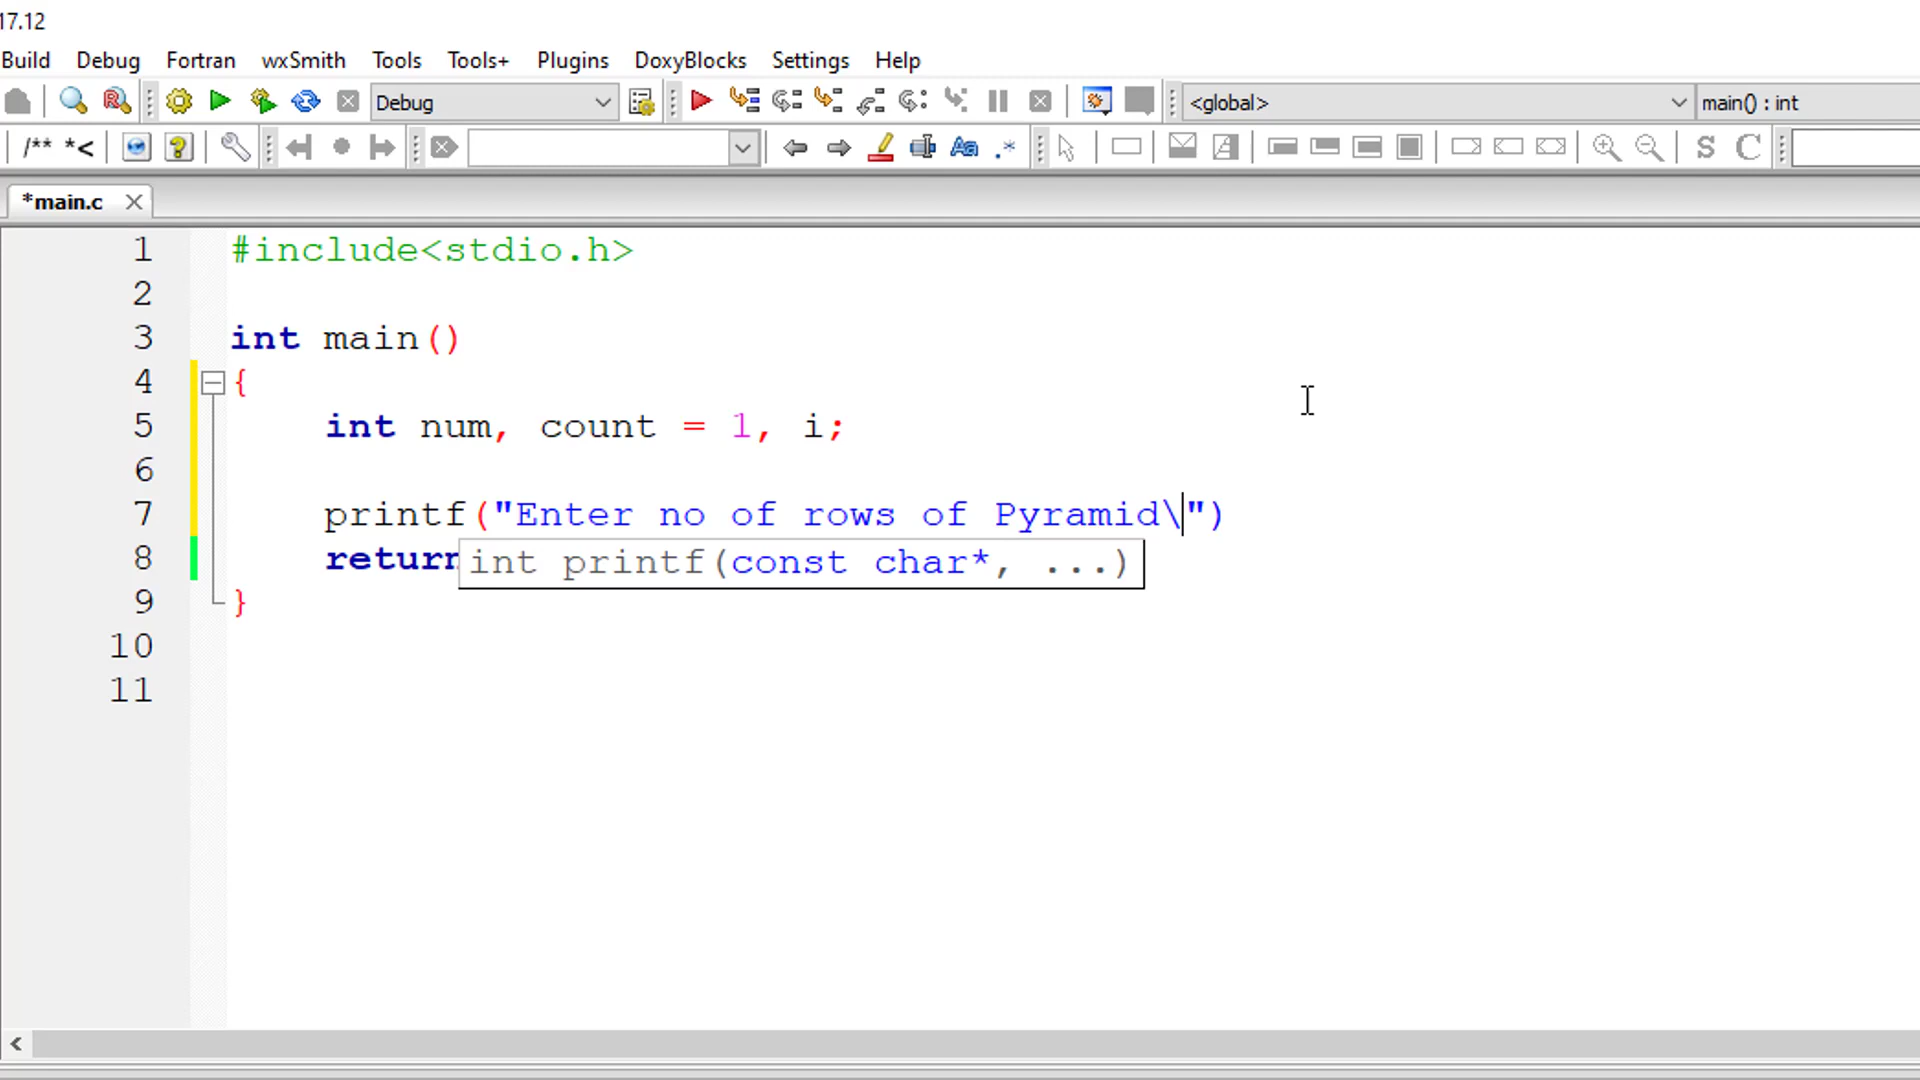 17.12
Build Debug Fortran wxSmith Tools Tools+ Plugins DoxyBlocks Settings Help
Debug <global> main() : int
/** *< Aa .* S C
*main.c
1 #include<stdio.h>
2
3 int main()
4 {
5 int num, count = 1, i;
6
7 printf("Enter no of rows of Pyramid\")
8 return int printf(const char*, ...)
9 }
10
11